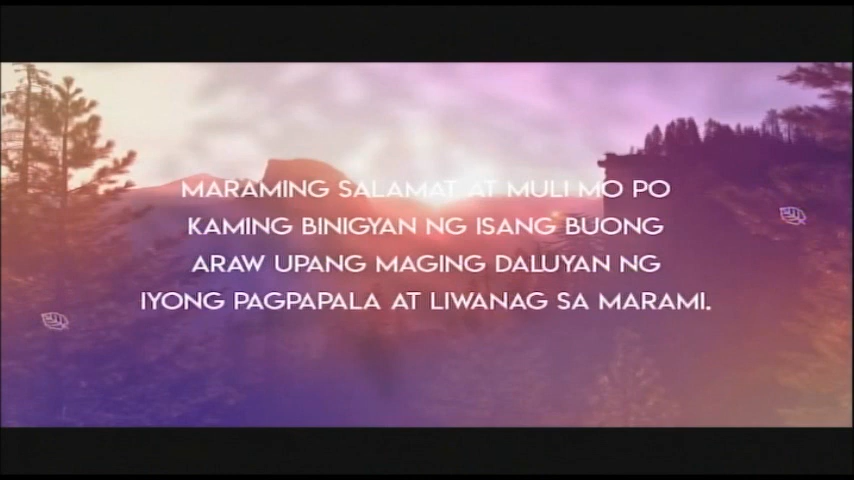 MARAMING SALAMAT AT MULI MO PO
KAMING BINIGYAN NG ISANG BUONG
ARAW UPANG MAGING DALUYAN NG
IYONG PAGPAPALA AT LIWANAG SA MARAMI.